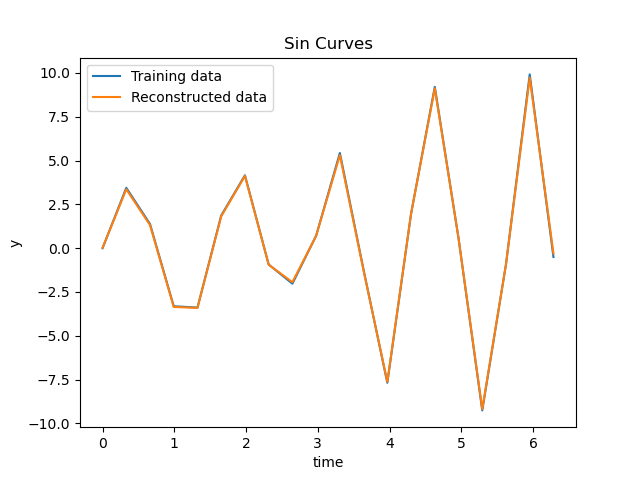 Sin Curves
Training data
Reconstructed data
10.0
7.5
5.0
2.5
0.0
−2.5
−5.0
−7.5
−10.0
y
0 1 2 3 4 5 6
time